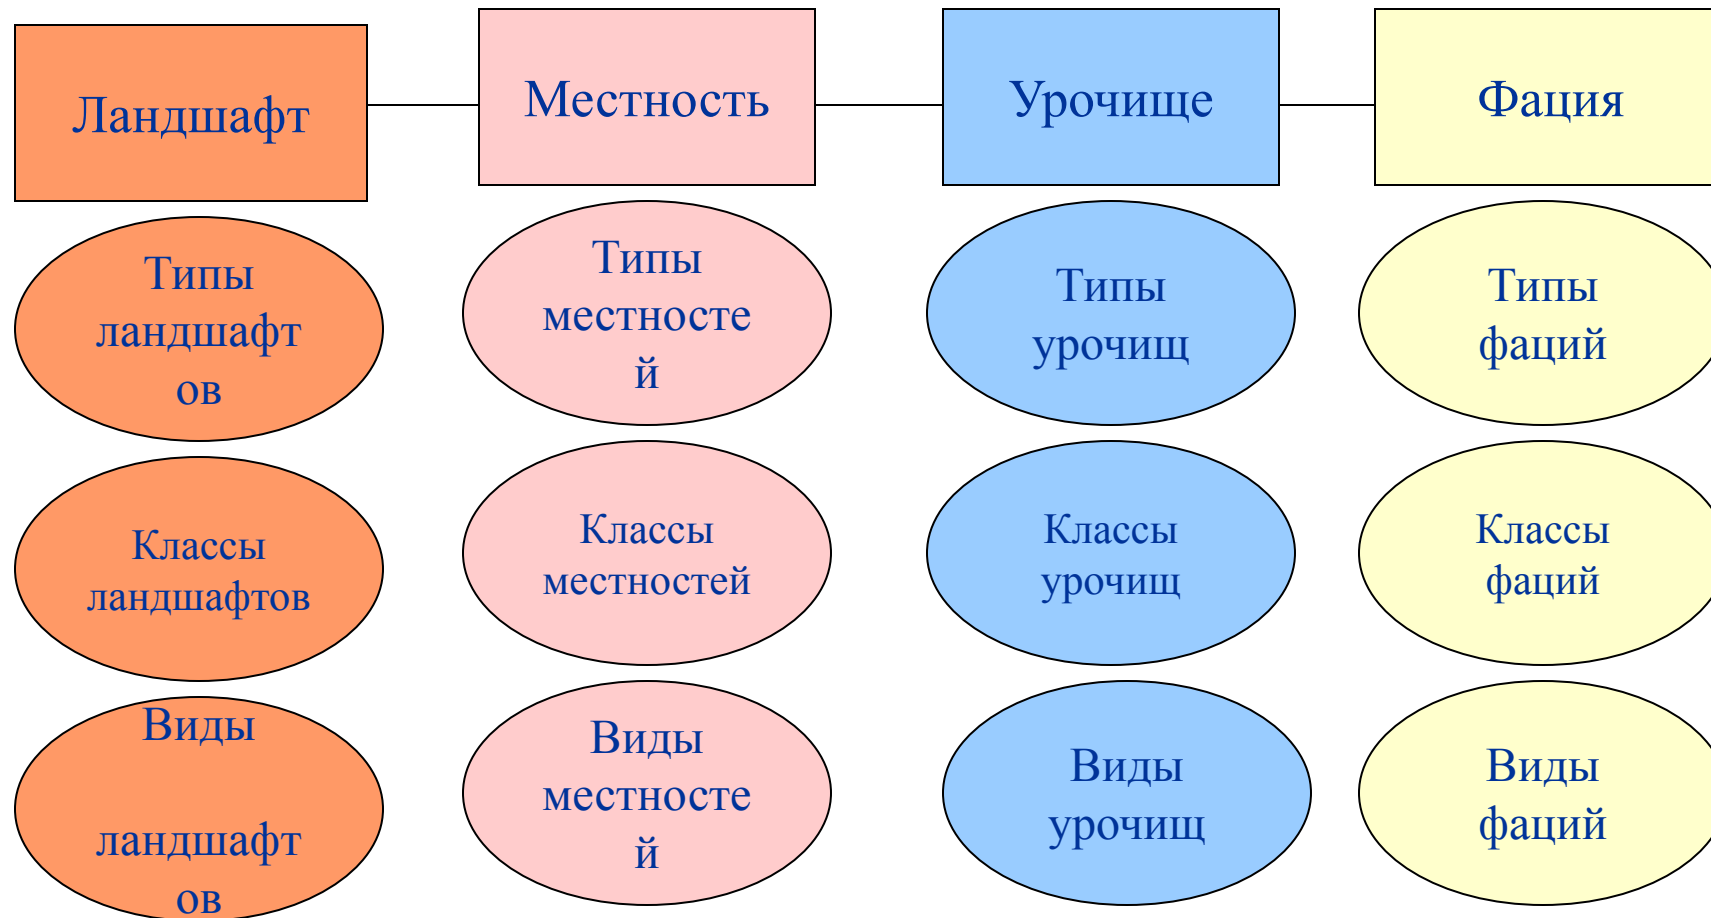 Ландшафт
Местность
Урочище
Фация
Типы
ландшафт
ов
Типы
местносте
й
Типы
урочищ
Типы
фаций
Классы
ландшафтов
Классы
местностей
Классы
урочищ
Классы
фаций
Виды
ландшафт
ов
Виды
местносте
й
Виды
урочищ
Виды
фаций